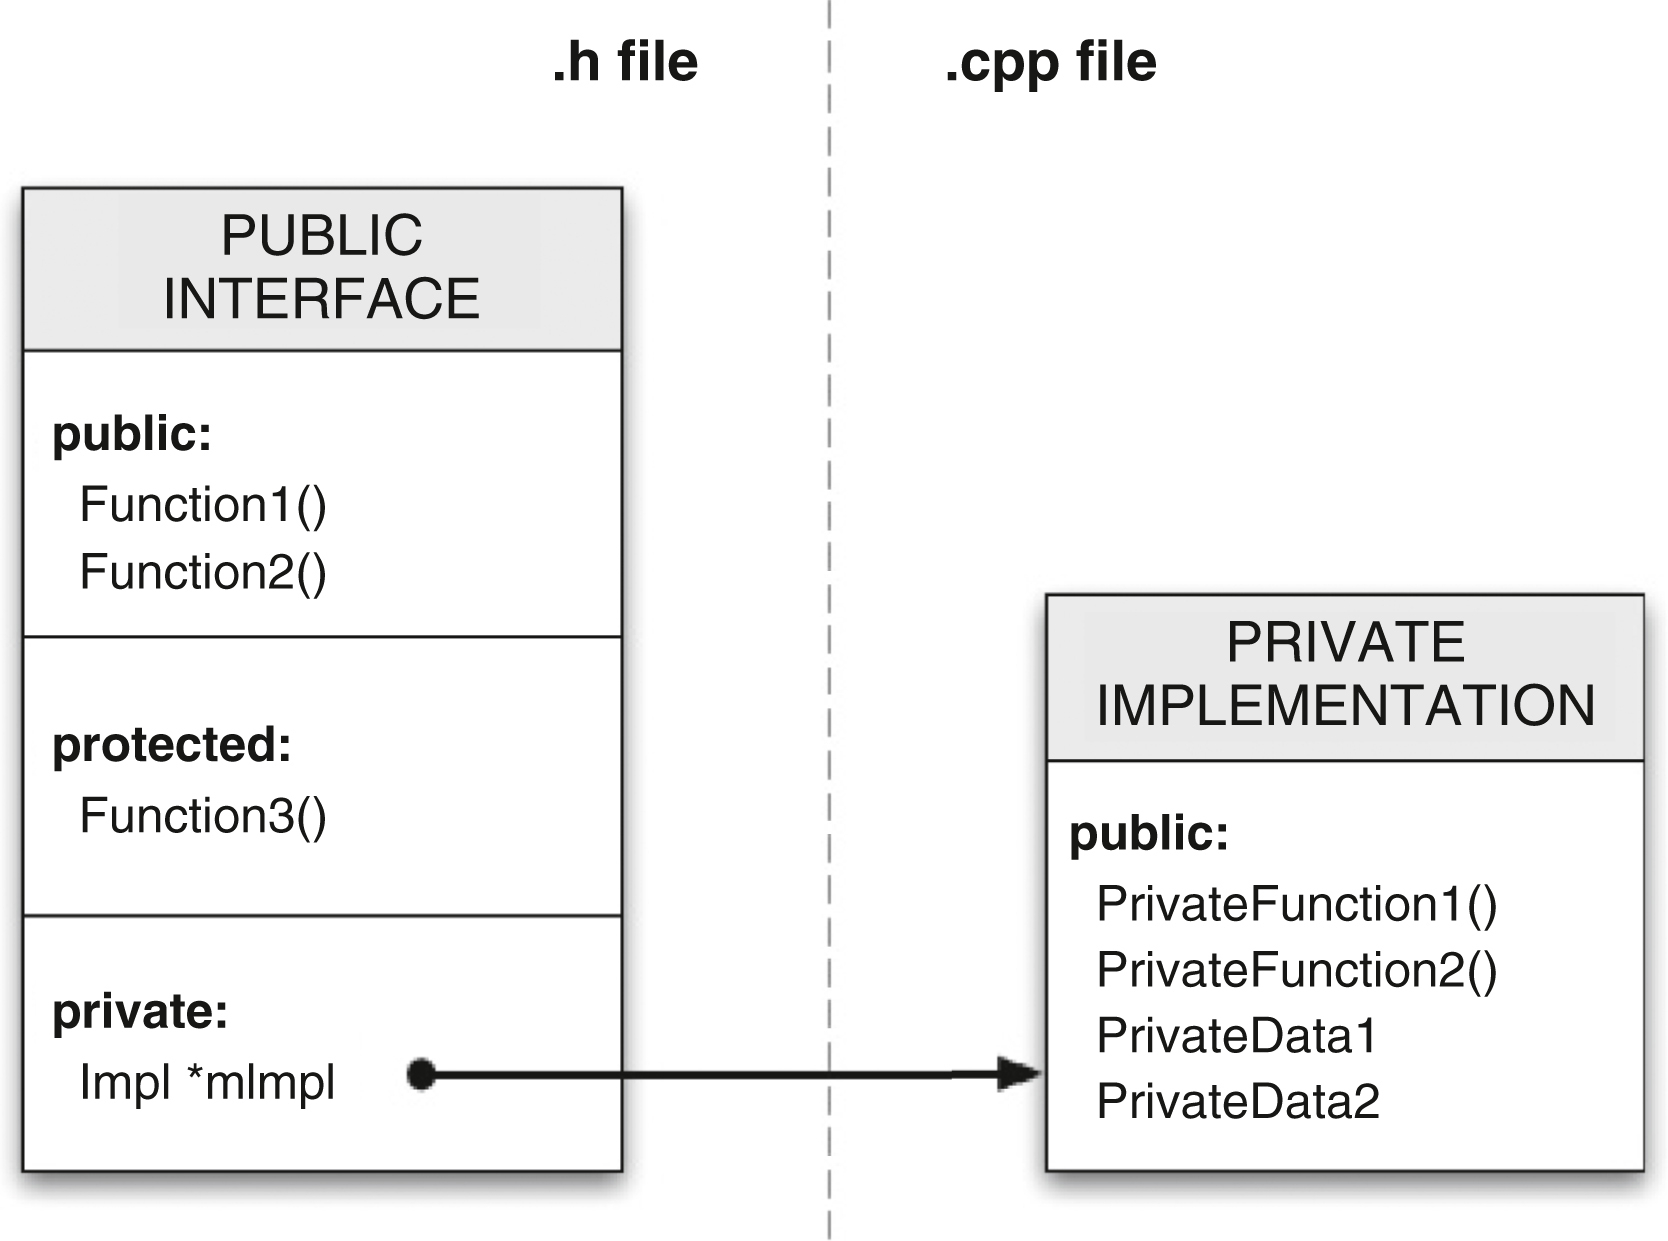 .h file
.cpp file
PUBLIC
INTERFACE
public:
Function1()
Function2()
protected:
Function3()
private:
Impl *mImpl
PRIVATE
IMPLEMENTATION
public:
PrivateFunction1()
PrivateFunction2()
PrivateData1
PrivateData2